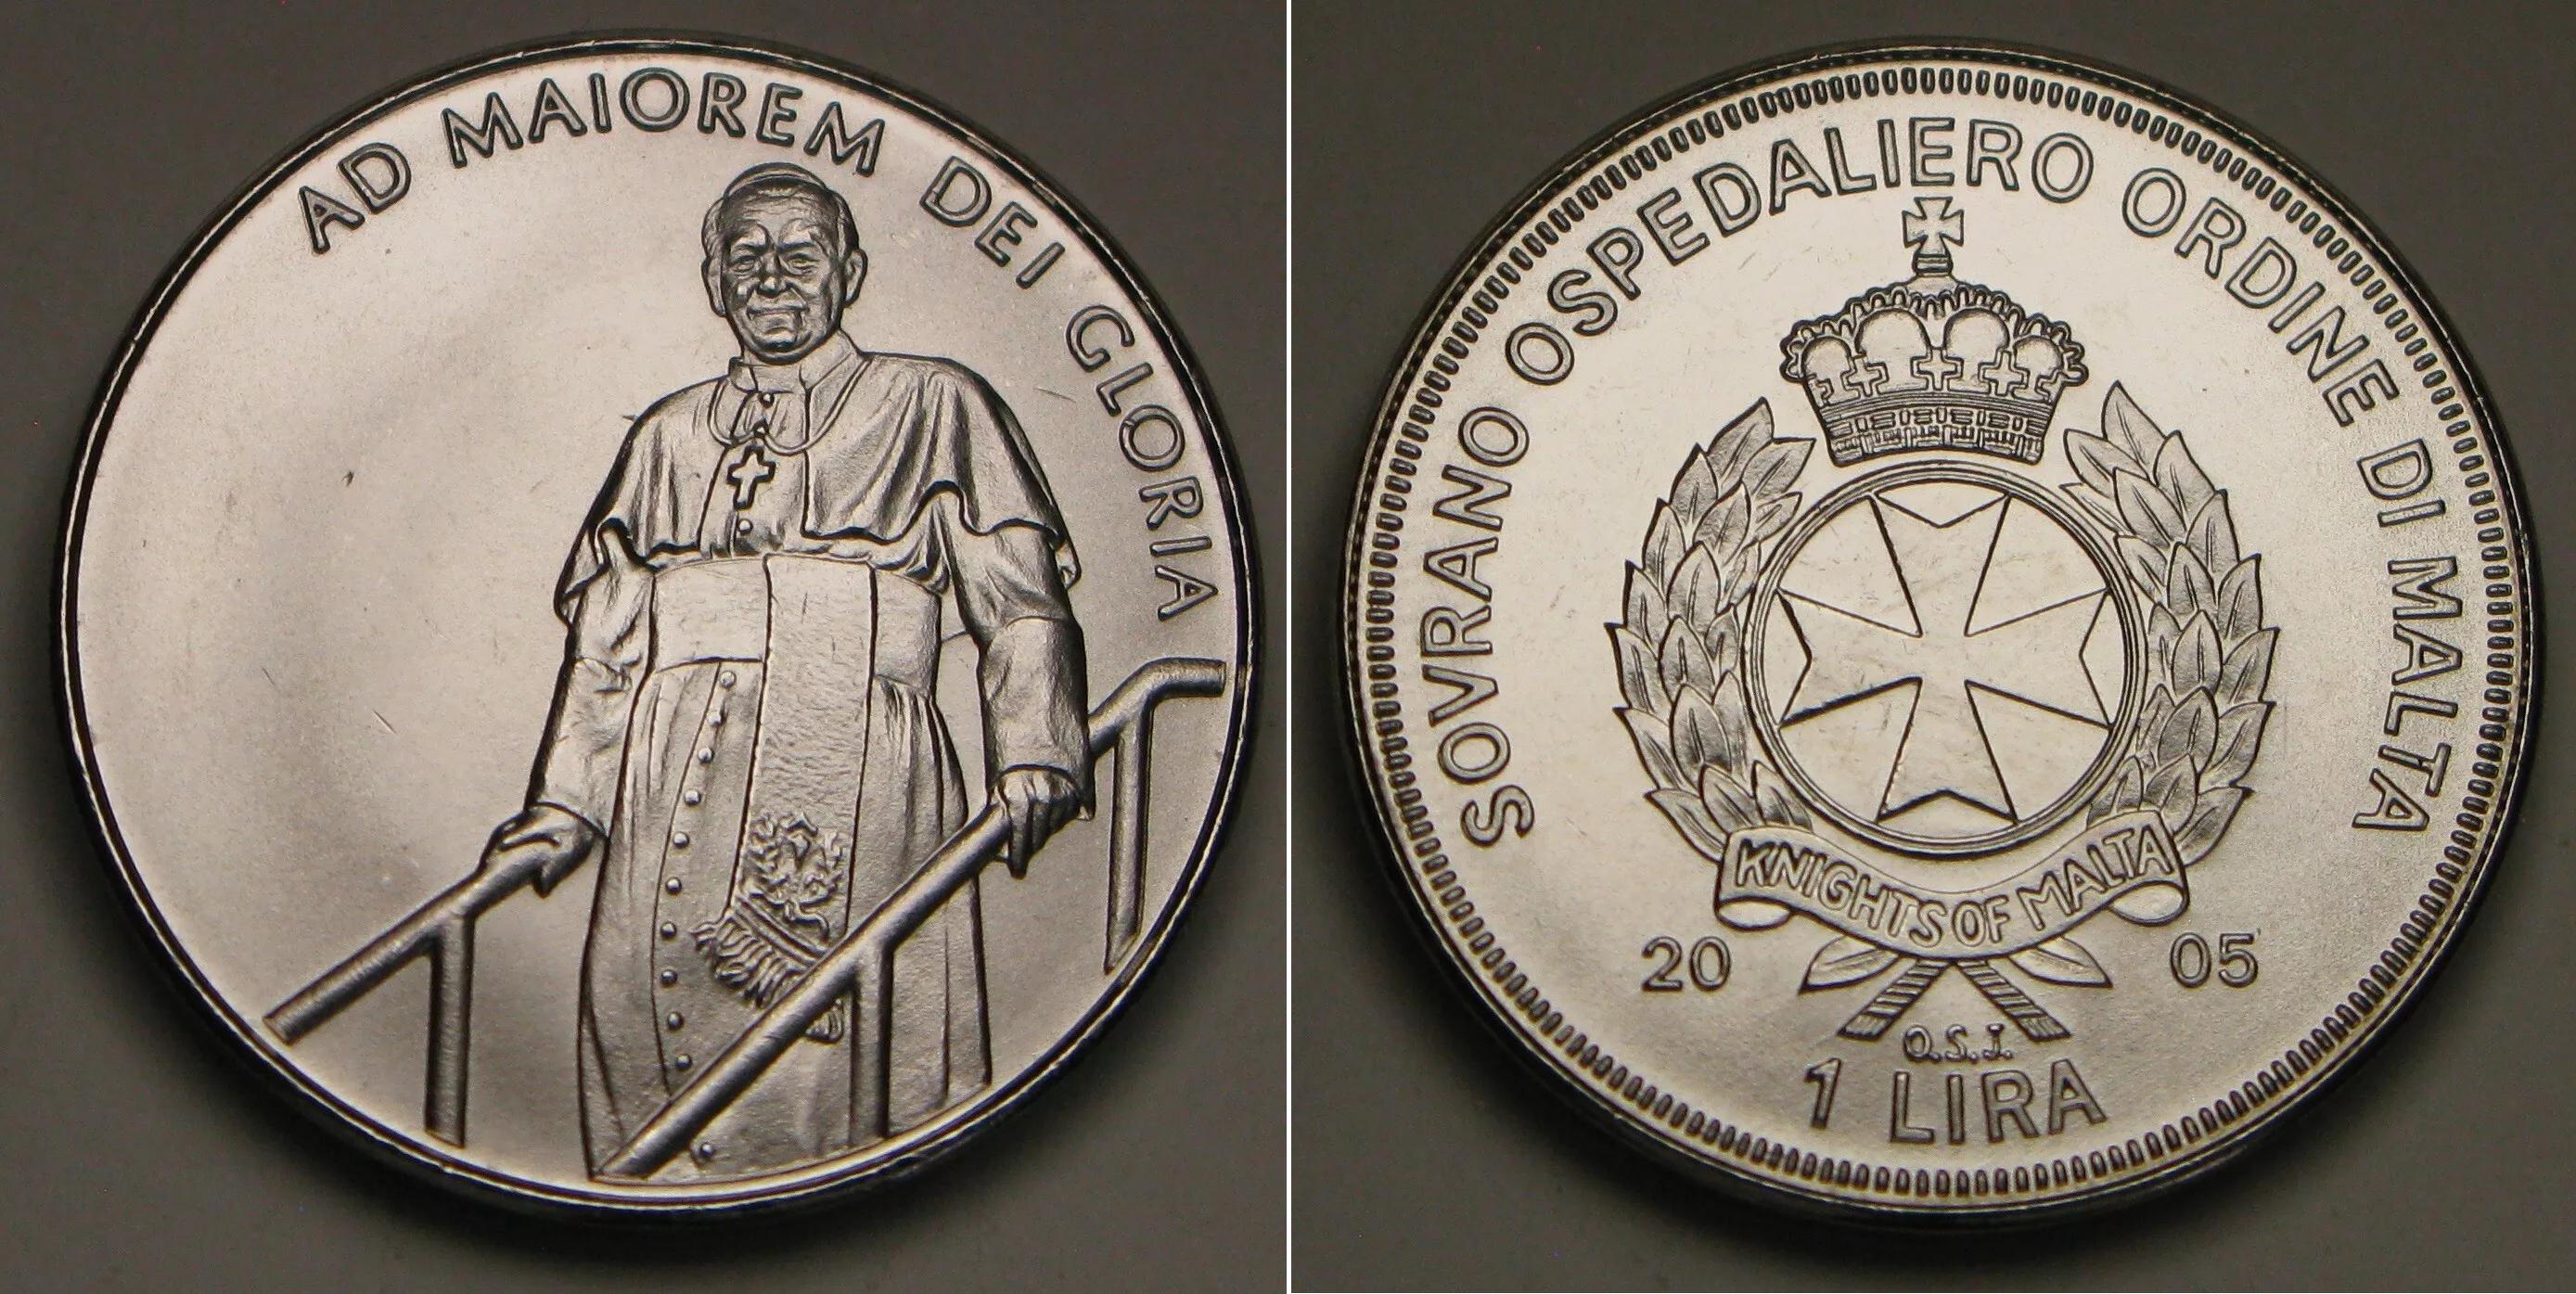 AD MAIOREM DEI GLORIA
SOVRANO OSPEDALIERO ORDINE DI MALTA
KNIGHTS OF MALTA
20 05
O.S.J.
1 LIRA